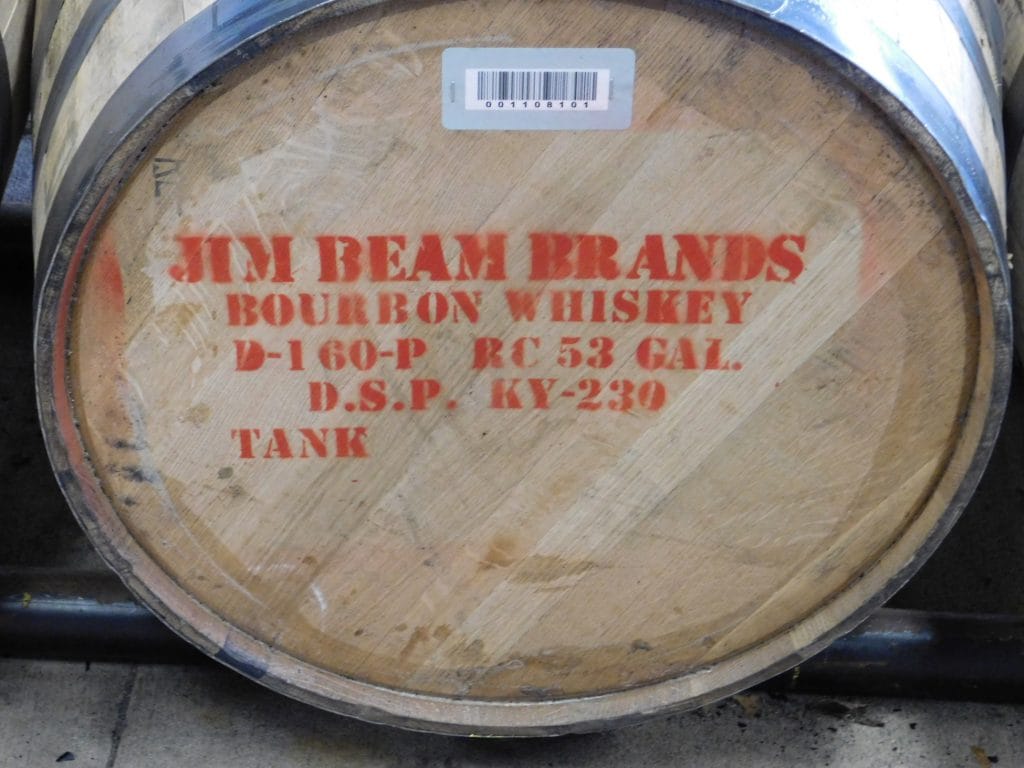 001108101
JIM BEAM BRANDS
BOURBON WHISKEY
D-160-P RC 53 GAL.
D.S.P. KY-230
TANK